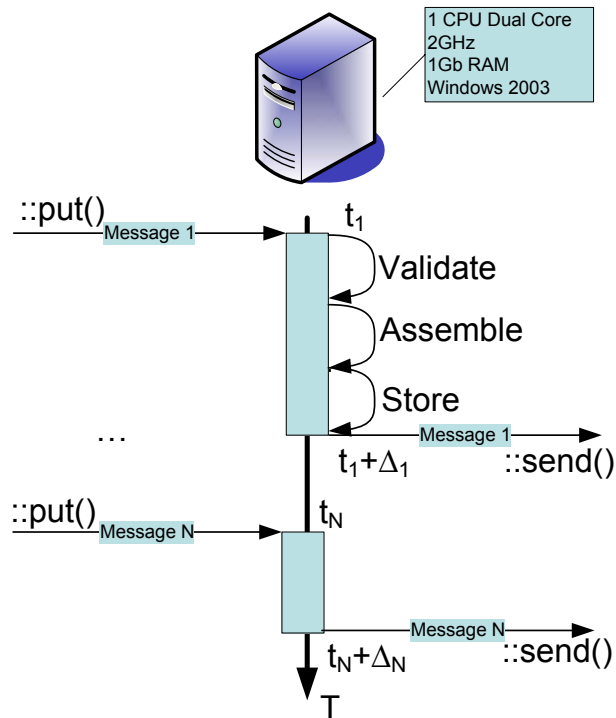 1 CPU Dual Core
2GHz
1Gb RAM
Windows 2003
::put()
Message 1
t1
Validate
Assemble
Store
…
Message 1
t1+Δ1
::send()
::put()
Message N
tN
Message N
tN+ΔN
::send()
T